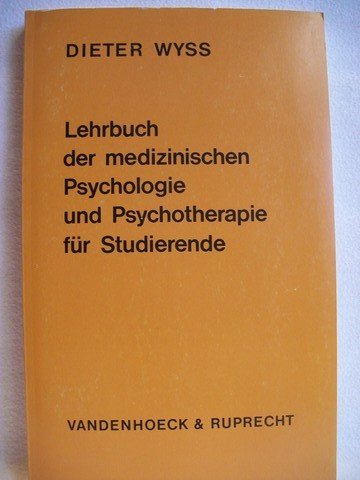 DIETER WYSS
Lehrbuch
der medizinischen
Psychologie
und Psychotherapie
für Studierende
VANDENHOECK & RUPRECHT